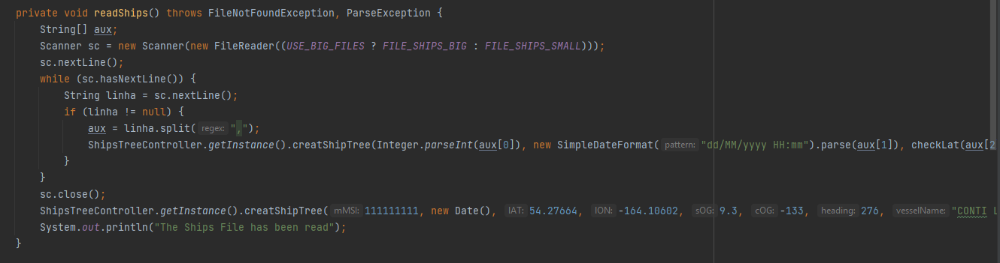 private void readShips() throws FileNotFoundException, ParseException {
String[] aux;
Scanner sc = new Scanner(new FileReader((USE_BIG_FILES ? FILE_SHIPS_BIG : FILE_SHIPS_SMALL)));
sc.nextLine();
while (sc.hasNextLine()) {
String linha = sc.nextLine();
if (linha != null) {
aux = linha.split( regex: ",");
ShipsTreeController.getInstance().creatShipTree(Integer.parseInt(aux[0]), new SimpleDateFormat( pattern: "dd/MM/yyyy HH:mm").parse(aux[1]), checkLat(aux[2
}
}
sc.close();
ShipsTreeController.getInstance().creatShipTree( mMSI: 111111111, new Date(), lAT: 54.27664, lON: -164.10602, sOG: 9.3, cOG: -133, heading: 276, vesselName: "CONTI L
System.out.println("The Ships File has been read");
}